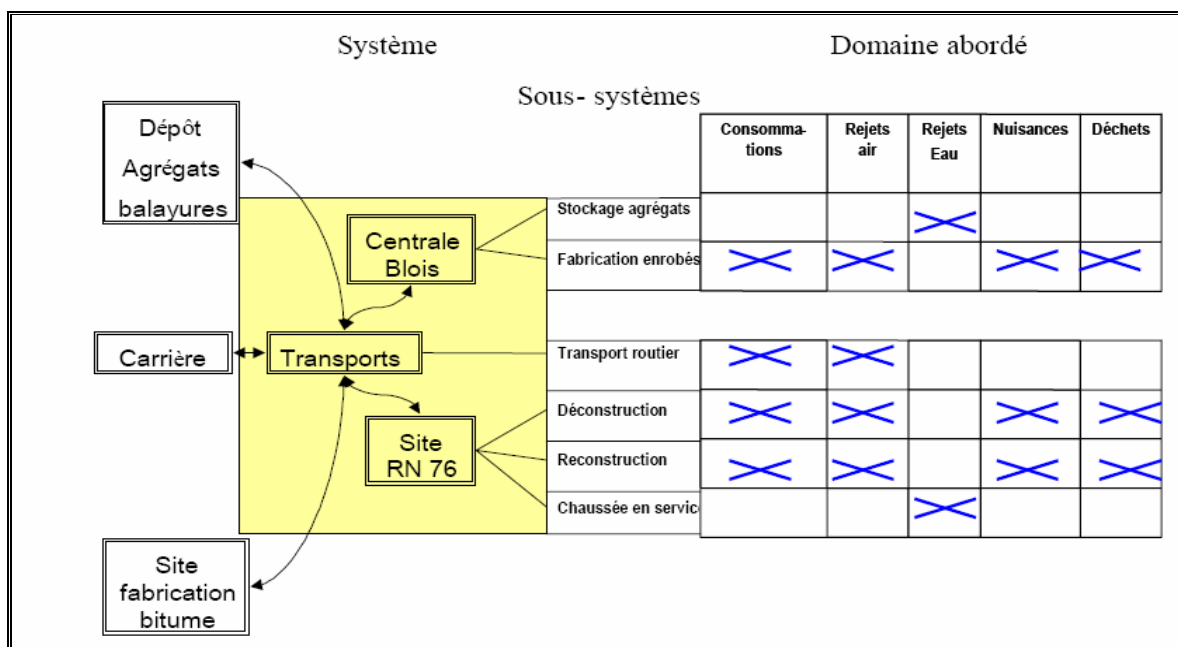 Système
Domaine abordé
Sous- systèmes
Dépôt
Agrégats
balayures
Consomma-
tions
Rejets
air
Rejets
Eau
Nuisances
Déchets
Centrale
Blois
Stockage agrégats
Fabrication enrobés
Carrière
Transports
Transport routier
Site
RN 76
Déconstruction
Reconstruction
Chaussée en servic
Site
fabrication
bitume